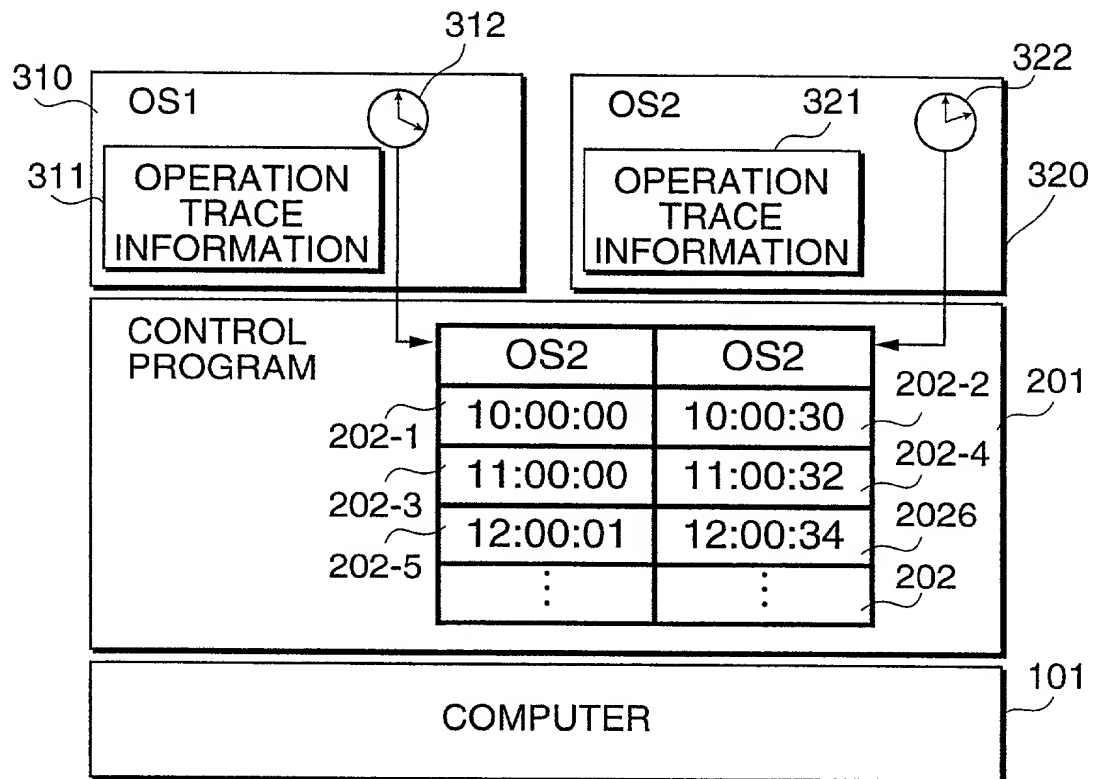 312
322
310
OS1
OS2
321
311
OPERATION
TRACE
INFORMATION
OPERATION
TRACE
INFORMATION
320
CONTROL
PROGRAM
OS2 OS2
202-2
201
10:00:00 10:00:30
202-1
202-4
11:00:00 11:00:32
202-3
2026
12:00:01 12:00:34
202-5
202
⋮ ⋮
COMPUTER
101